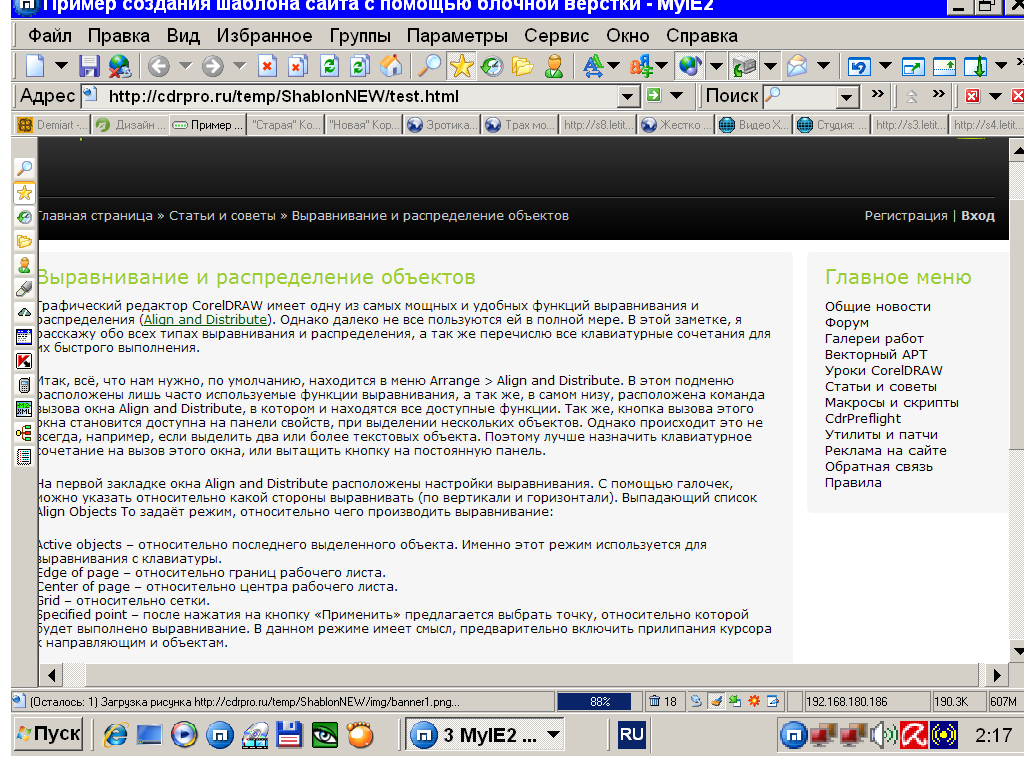 Пример создания шаблона сайта с помощью блочной верстки - MyIE2
Файл Правка Вид Избранное Группы Параметры Сервис Окно Справка
Адрес http://cdrpro.ru/temp/ShablonNEW/test.html Поиск
Demiart -... Дизайн ... Пример ... "Старая" Ко... "Новая" Кор... Эротика... Трах мо... http://s8.letit... Жестко ... Видео X... Студия: ... http://s3.letit... http://s4.letit...
Главная страница » Статьи и советы » Выравнивание и распределение объектов
Регистрация | Вход
Выравнивание и распределение объектов
Графический редактор CorelDRAW имеет одну из самых мощных и удобных функций выравнивания и
распределения (Align and Distribute). Однако далеко не все пользуются ей в полной мере. В этой заметке, я
расскажу обо всех типах выравнивания и распределения, а так же перечислю все клавиатурные сочетания для
их быстрого выполнения.
Итак, всё, что нам нужно, по умолчанию, находится в меню Arrange > Align and Distribute. В этом подменю
расположены лишь часто используемые функции выравнивания, а так же, в самом низу, расположена команда
вызова окна Align and Distribute, в котором и находятся все доступные функции. Так же, кнопка вызова этого
окна становится доступна на панели свойств, при выделении нескольких объектов. Однако происходит это не
всегда, например, если выделить два или более текстовых объекта. Поэтому лучше назначить клавиатурное
сочетание на вызов этого окна, или вытащить кнопку на постоянную панель.
На первой закладке окна Align and Distribute расположены настройки выравнивания. С помощью галочек,
можно указать относительно какой стороны выравнивать (по вертикали и горизонтали). Выпадающий список
Align Objects To задаёт режим, относительно чего производить выравнивание:
Active objects – относительно последнего выделенного объекта. Именно этот режим используется для
выравнивания с клавиатуры.
Edge of page – относительно границ рабочего листа.
Center of page – относительно центра рабочего листа.
Grid – относительно сетки.
Specified point – после нажатия на кнопку «Применить» предлагается выбрать точку, относительно которой
будет выполнено выравнивание. В данном режиме имеет смысл, предварительно включить прилипания курсора
к направляющим и объектам.
Главное меню
Общие новости
Форум
Галереи работ
Векторный АРТ
Уроки CorelDRAW
Статьи и советы
Макросы и скрипты
CdrPreflight
Утилиты и патчи
Реклама на сайте
Обратная связь
Правила
(Осталось: 1) Загрузка рисунка http://cdrpro.ru/temp/ShablonNEW/img/banner1.png... 88% 18 192.168.180.186 190.3K 607M
Пуск 3 MyIE2 ... RU 2:17